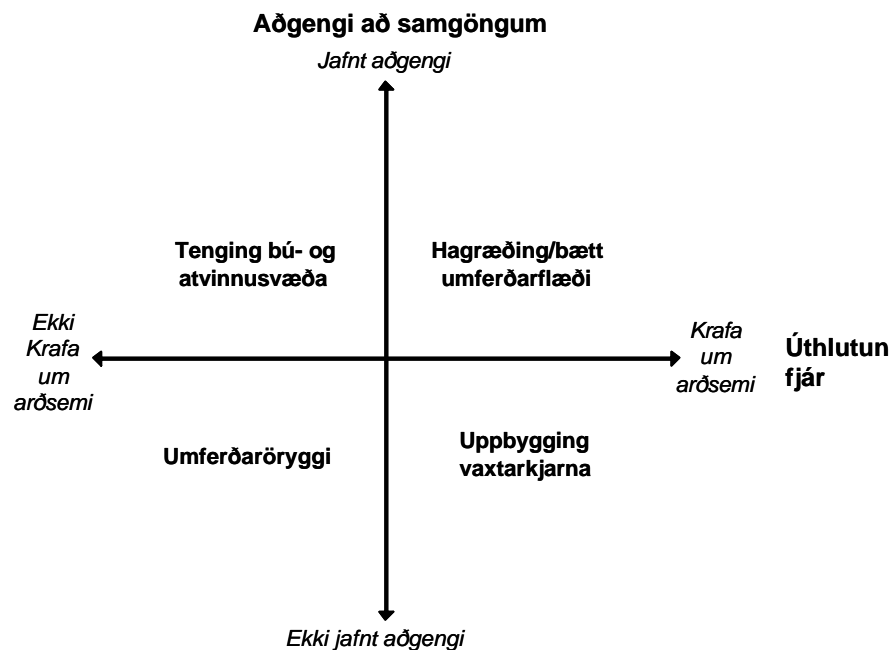 Aðgengi að samgöngum
Jafnt aðgengi
Tenging bú- og
atvinnusvæða
Hagræðing/bætt
umferðarflæði
Ekki
Krafa
um
arðsemi
Krafa
um
arðsemi
Úthlutun
fjár
Umferðaröryggi
Uppbygging
vaxtarkjarna
Ekki jafnt aðgengi